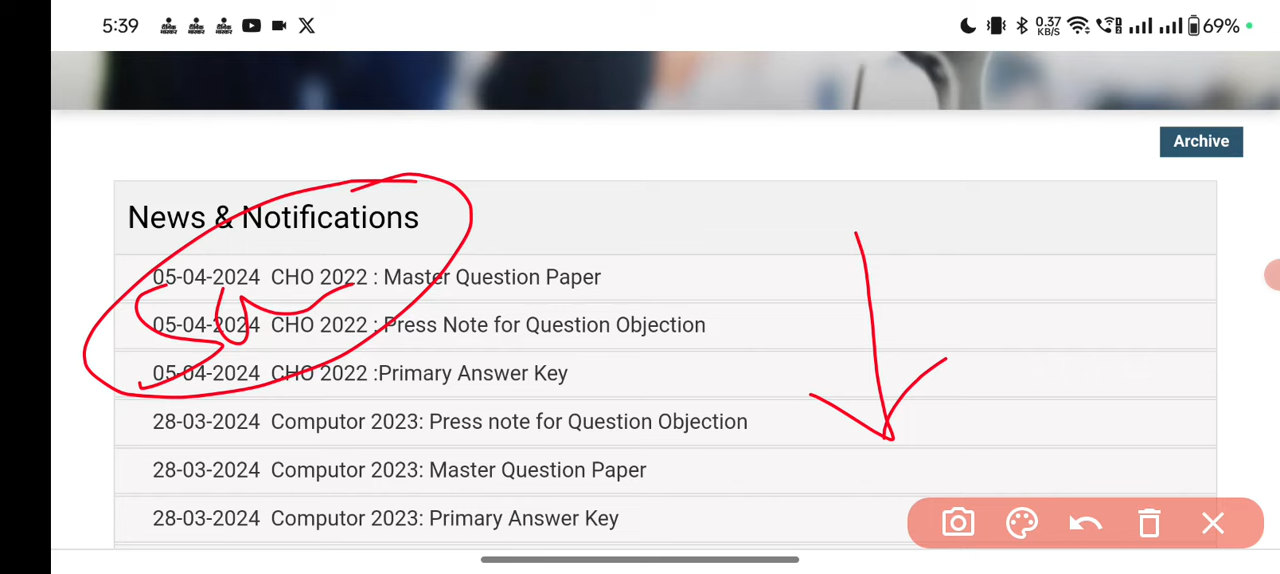 5:39 0.37 KB/S 69%
Archive
News & Notifications
05-04-2024 CHO 2022 : Master Question Paper
05-04-2024 CHO 2022 : Press Note for Question Objection
05-04-2024 CHO 2022 :Primary Answer Key
28-03-2024 Computor 2023: Press note for Question Objection
28-03-2024 Computor 2023: Master Question Paper
28-03-2024 Computor 2023: Primary Answer Key